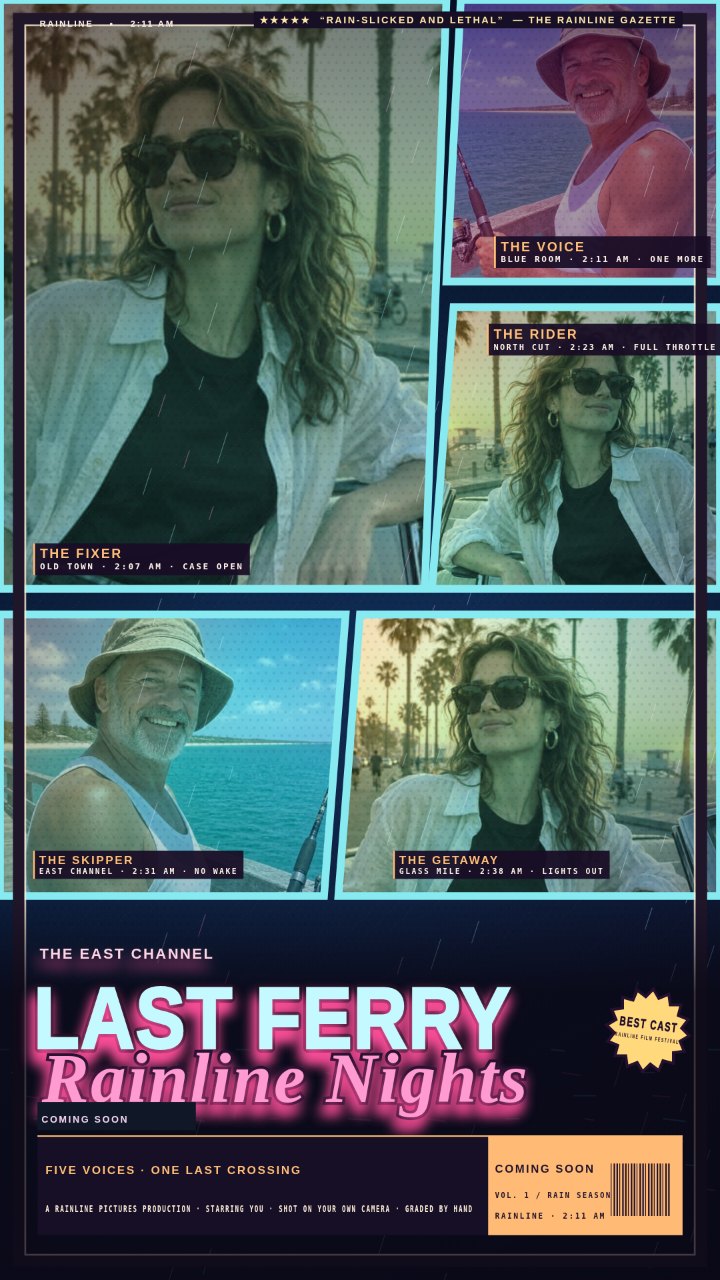 RAINLINE • 2:11 AM
★★★★★ “RAIN-SLICKED AND LETHAL” — THE RAINLINE GAZETTE
THE VOICE
BLUE ROOM · 2:11 AM · ONE MORE
THE RIDER
NORTH CUT · 2:23 AM · FULL THROTTLE
THE FIXER
OLD TOWN · 2:07 AM · CASE OPEN
THE SKIPPER
EAST CHANNEL · 2:31 AM · NO WAKE
THE GETAWAY
GLASS MILE · 2:38 AM · LIGHTS OUT
THE EAST CHANNEL
LAST FERRY
Rainline Nights
BEST CAST
RAINLINE FILM FESTIVAL
COMING SOON
FIVE VOICES · ONE LAST CROSSING
A RAINLINE PICTURES PRODUCTION · STARRING YOU · SHOT ON YOUR OWN CAMERA · GRADED BY HAND
COMING SOON
VOL. 1 / RAIN SEASON
RAINLINE · 2:11 AM